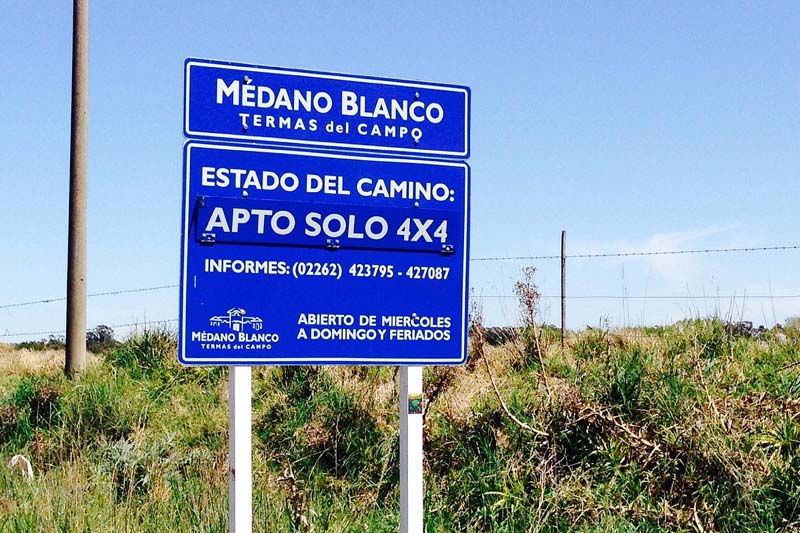 MÉDANO BLANCO
TERMAS del CAMPO
ESTADO DEL CAMINO:
APTO SOLO 4X4
INFORMES: (02262) 423795 - 427087
MÉDANO BLANCO
TERMAS del CAMPO
ABIERTO DE MIERCOLES
A DOMINGO Y FERIADOS